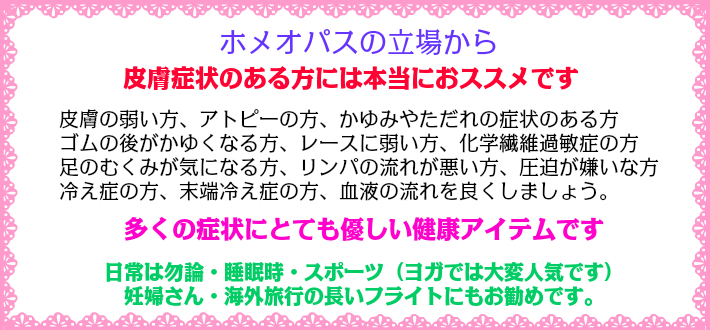 ホメオパスの立場から
皮膚症状のある方には本当におススメです
皮膚の弱い方、アトピーの方、かゆみやただれの症状のある方
ゴムの後がかゆくなる方、レースに弱い方、化学繊維過敏症の方
足のむくみが気になる方、リンパの流れが悪い方、圧迫が嫌いな方
冷え症の方、末端冷え症の方、血液の流れを良くしましょう。
多くの症状にとても優しい健康アイテムです
日常は勿論・睡眠時・スポーツ（ヨガでは大変人気です）
妊婦さん・海外旅行の長いフライトにもお勧めです。